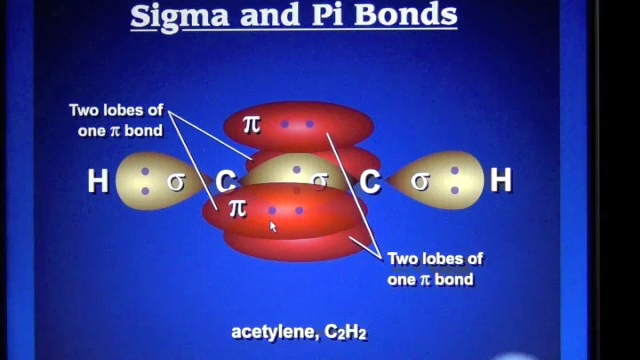 Sigma and Pi Bonds
Two lobes of
one π bond
π
H σ C σ C σ H
π
Two lobes of
one π bond
acetylene, C₂H₂